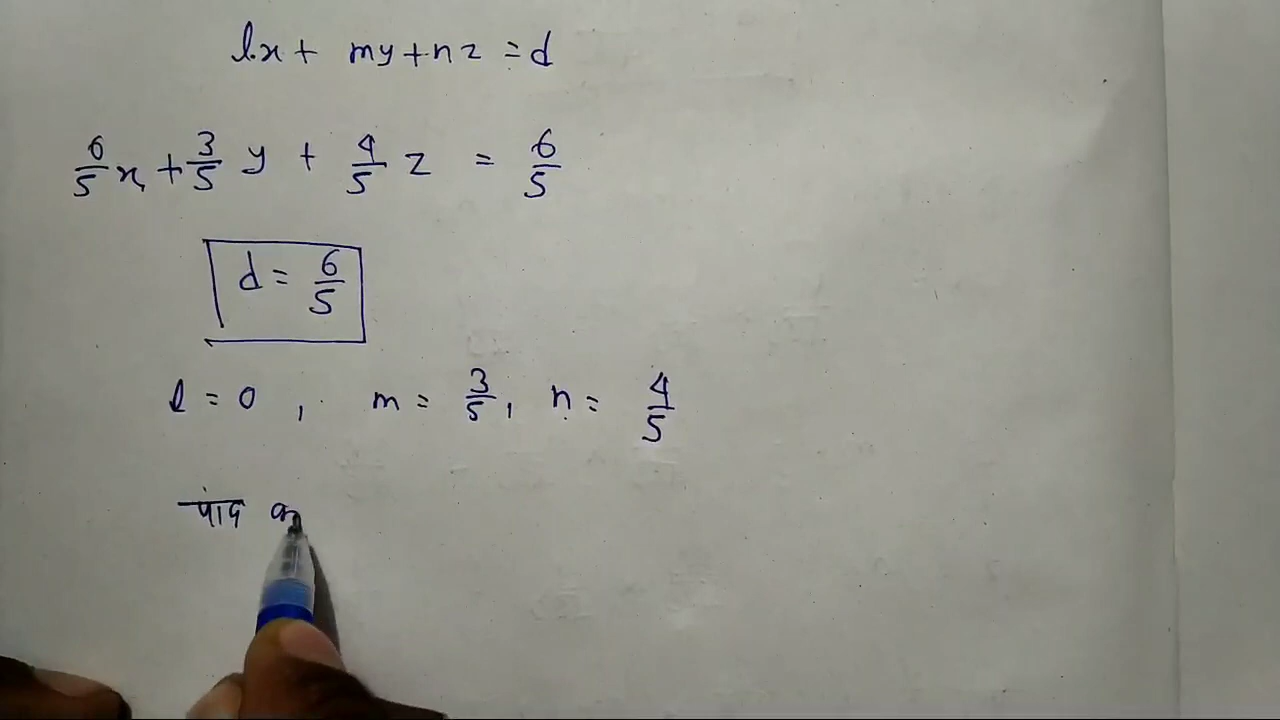 lx + my + nz = d
6/5 x + 3/5 y + 4/5 z = 6/5
d = 6/5
l = 0 , m = 3/5 , n = 4/5
पाद